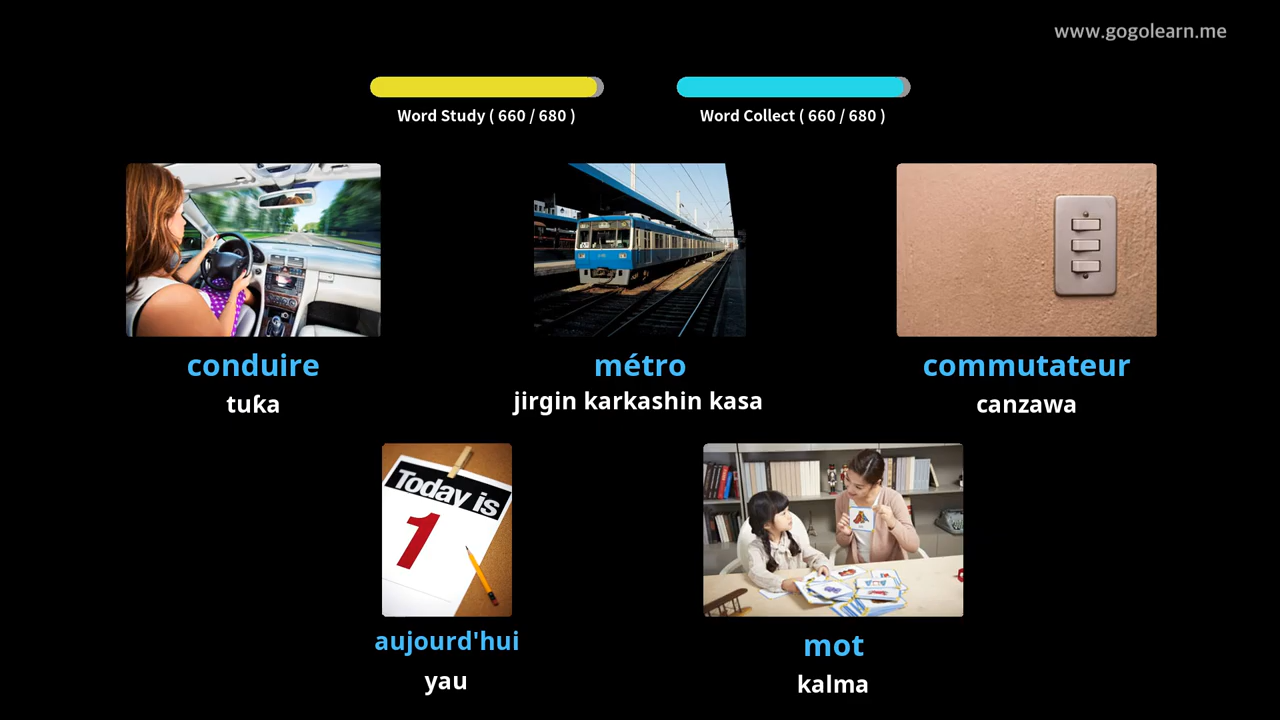 www.gogolearn.me
Word Study ( 660 / 680 )
Word Collect ( 660 / 680 )
conduire
tuƙa
métro
jirgin karkashin kasa
commutateur
canzawa
Today is
1
aujourd'hui
yau
mot
kalma